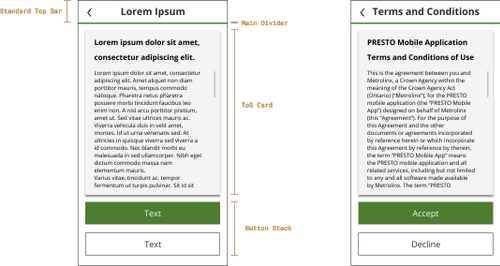 Standard Top Bar
Lorem Ipsum
Main Divider
Lorem ipsum dolor sit amet,
consectetur adipiscing elit.
Lorem ipsum dolor sit amet, consectetur
adipiscing elit. Amet aliquet non diam
porttitor mauris, tempus commodo
natoque. Pharetra neque pharetra
posuere morbi tincidunt faucibus leo
enim non. A nisl arcu porttitor pretium,
amet ut. Sed vitae ultrices mauris ac.
Viverra vehicula duis in velit amet,
montes. Id ut urna venenatis sed. At
ultricies in quisque viverra sed viverra a
id commodo. Nec blandit morbi eu
malesuada in sed ullamcorper. Nibh eget
dictum commodo massa nam
elementum mauris.
Varius vitae, tincidunt ac, tempor
fermentum ut turpis pulvinar. Sit id sit
ToS Card
Text
Text
Button Stack
Terms and Conditions
PRESTO Mobile Application
Terms and Conditions of Use
This is the agreement between you and
Metrolinx, a Crown Agency within the
meaning of the Crown Agency Act
(Ontario) ("Metrolinx"), for the PRESTO
mobile application (the "PRESTO Mobile
App") designed on behalf of Metrolinx
(this "Agreement"). For the purpose of
this Agreement and the other
documents or agreements incorporated
by reference herein or which incorporate
this Agreement by reference by therein,
the term "PRESTO Mobile App" means
the PRESTO mobile application and all
related services, including but not limited
to any and all software made available
by Metrolinx. The term "PRESTO
Accept
Decline